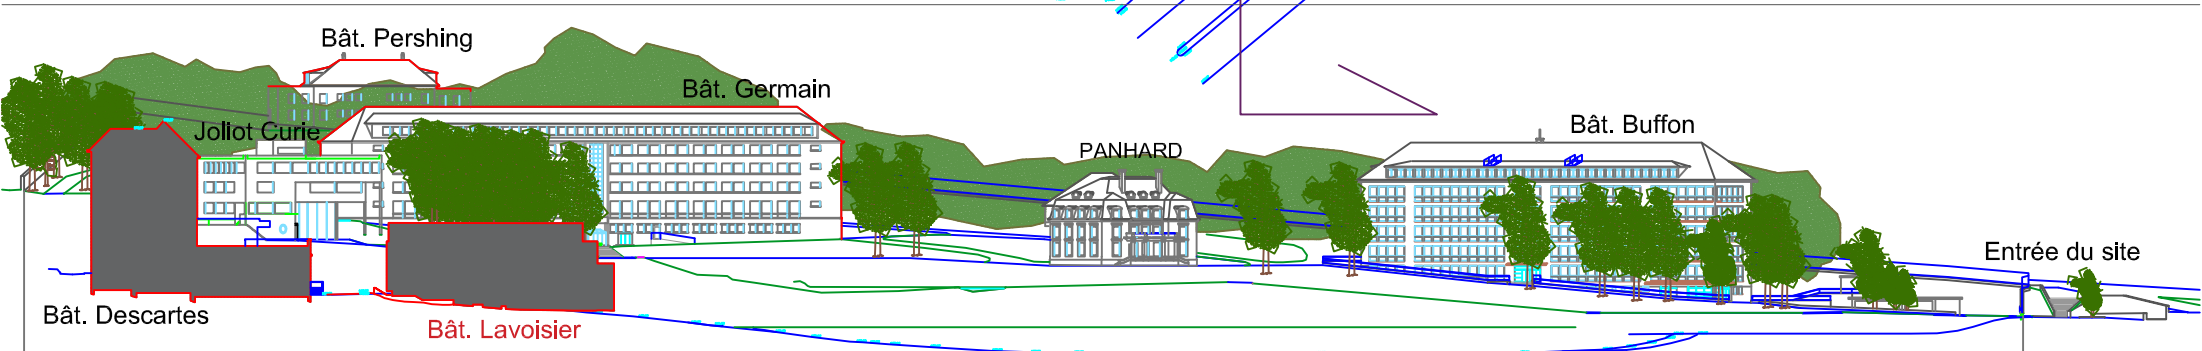 Bât. Pershing
Bât. Germain
Joliot Curie
PANHARD
Bât. Buffon
Entrée du site
Bât. Descartes
Bât. Lavoisier